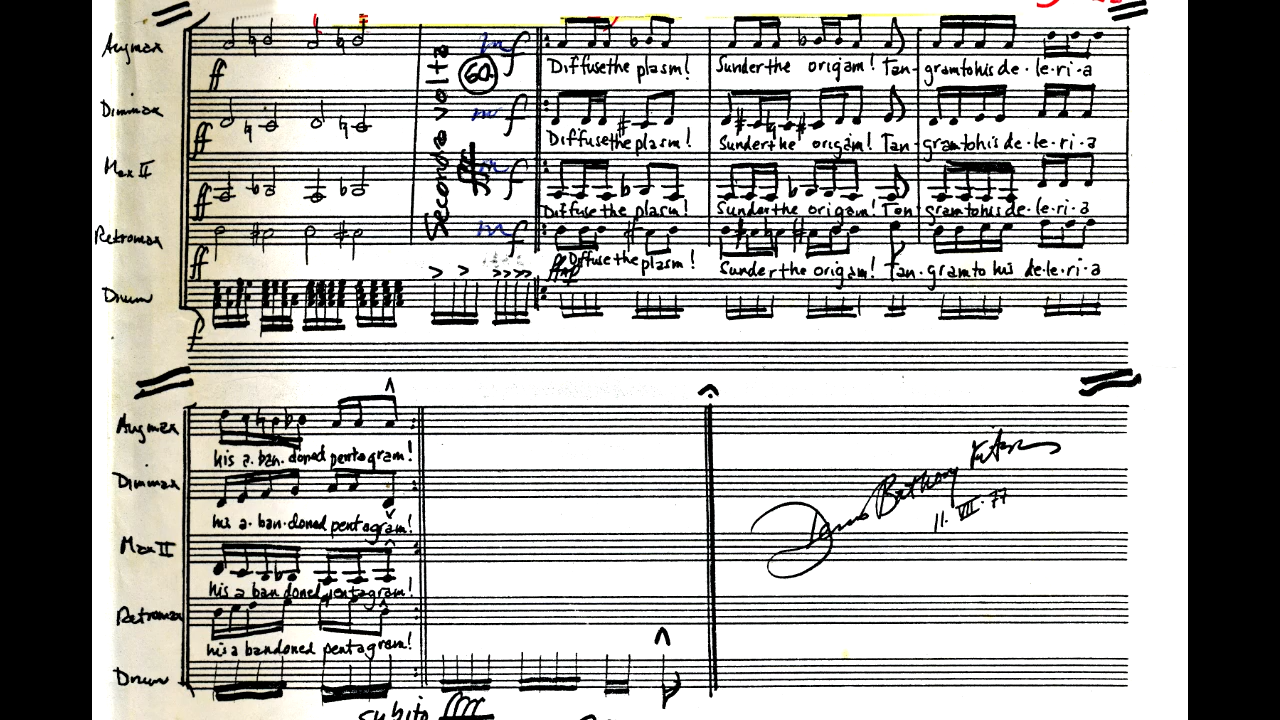 Augmax
ff
Seconda volta
fff
60
mf
Diffuse the plasm! Sunder the origam! Tan-gram to his de-le-ri-a
Dimmax
ff
mf
Diffuse the plasm! Sunder the origam! Tan-gram to his de-le-ri-a
Max II
ff
mf
Diffuse the plasm! Sunder the origam! Tan-gram to his de-le-ri-a
Retromax
ff
mf
Diffuse the plasm! Sunder the origam! Tan-gram to his de-le-ri-a
Drum
f
Augmax
his a-ban-doned pentagram!
Dimmax
his a-ban-doned pentagram!
Max II
his a ban doned pentagram!
Retromax
his a bandoned pentagram!
Drum
subito ffff
11. VII. 77